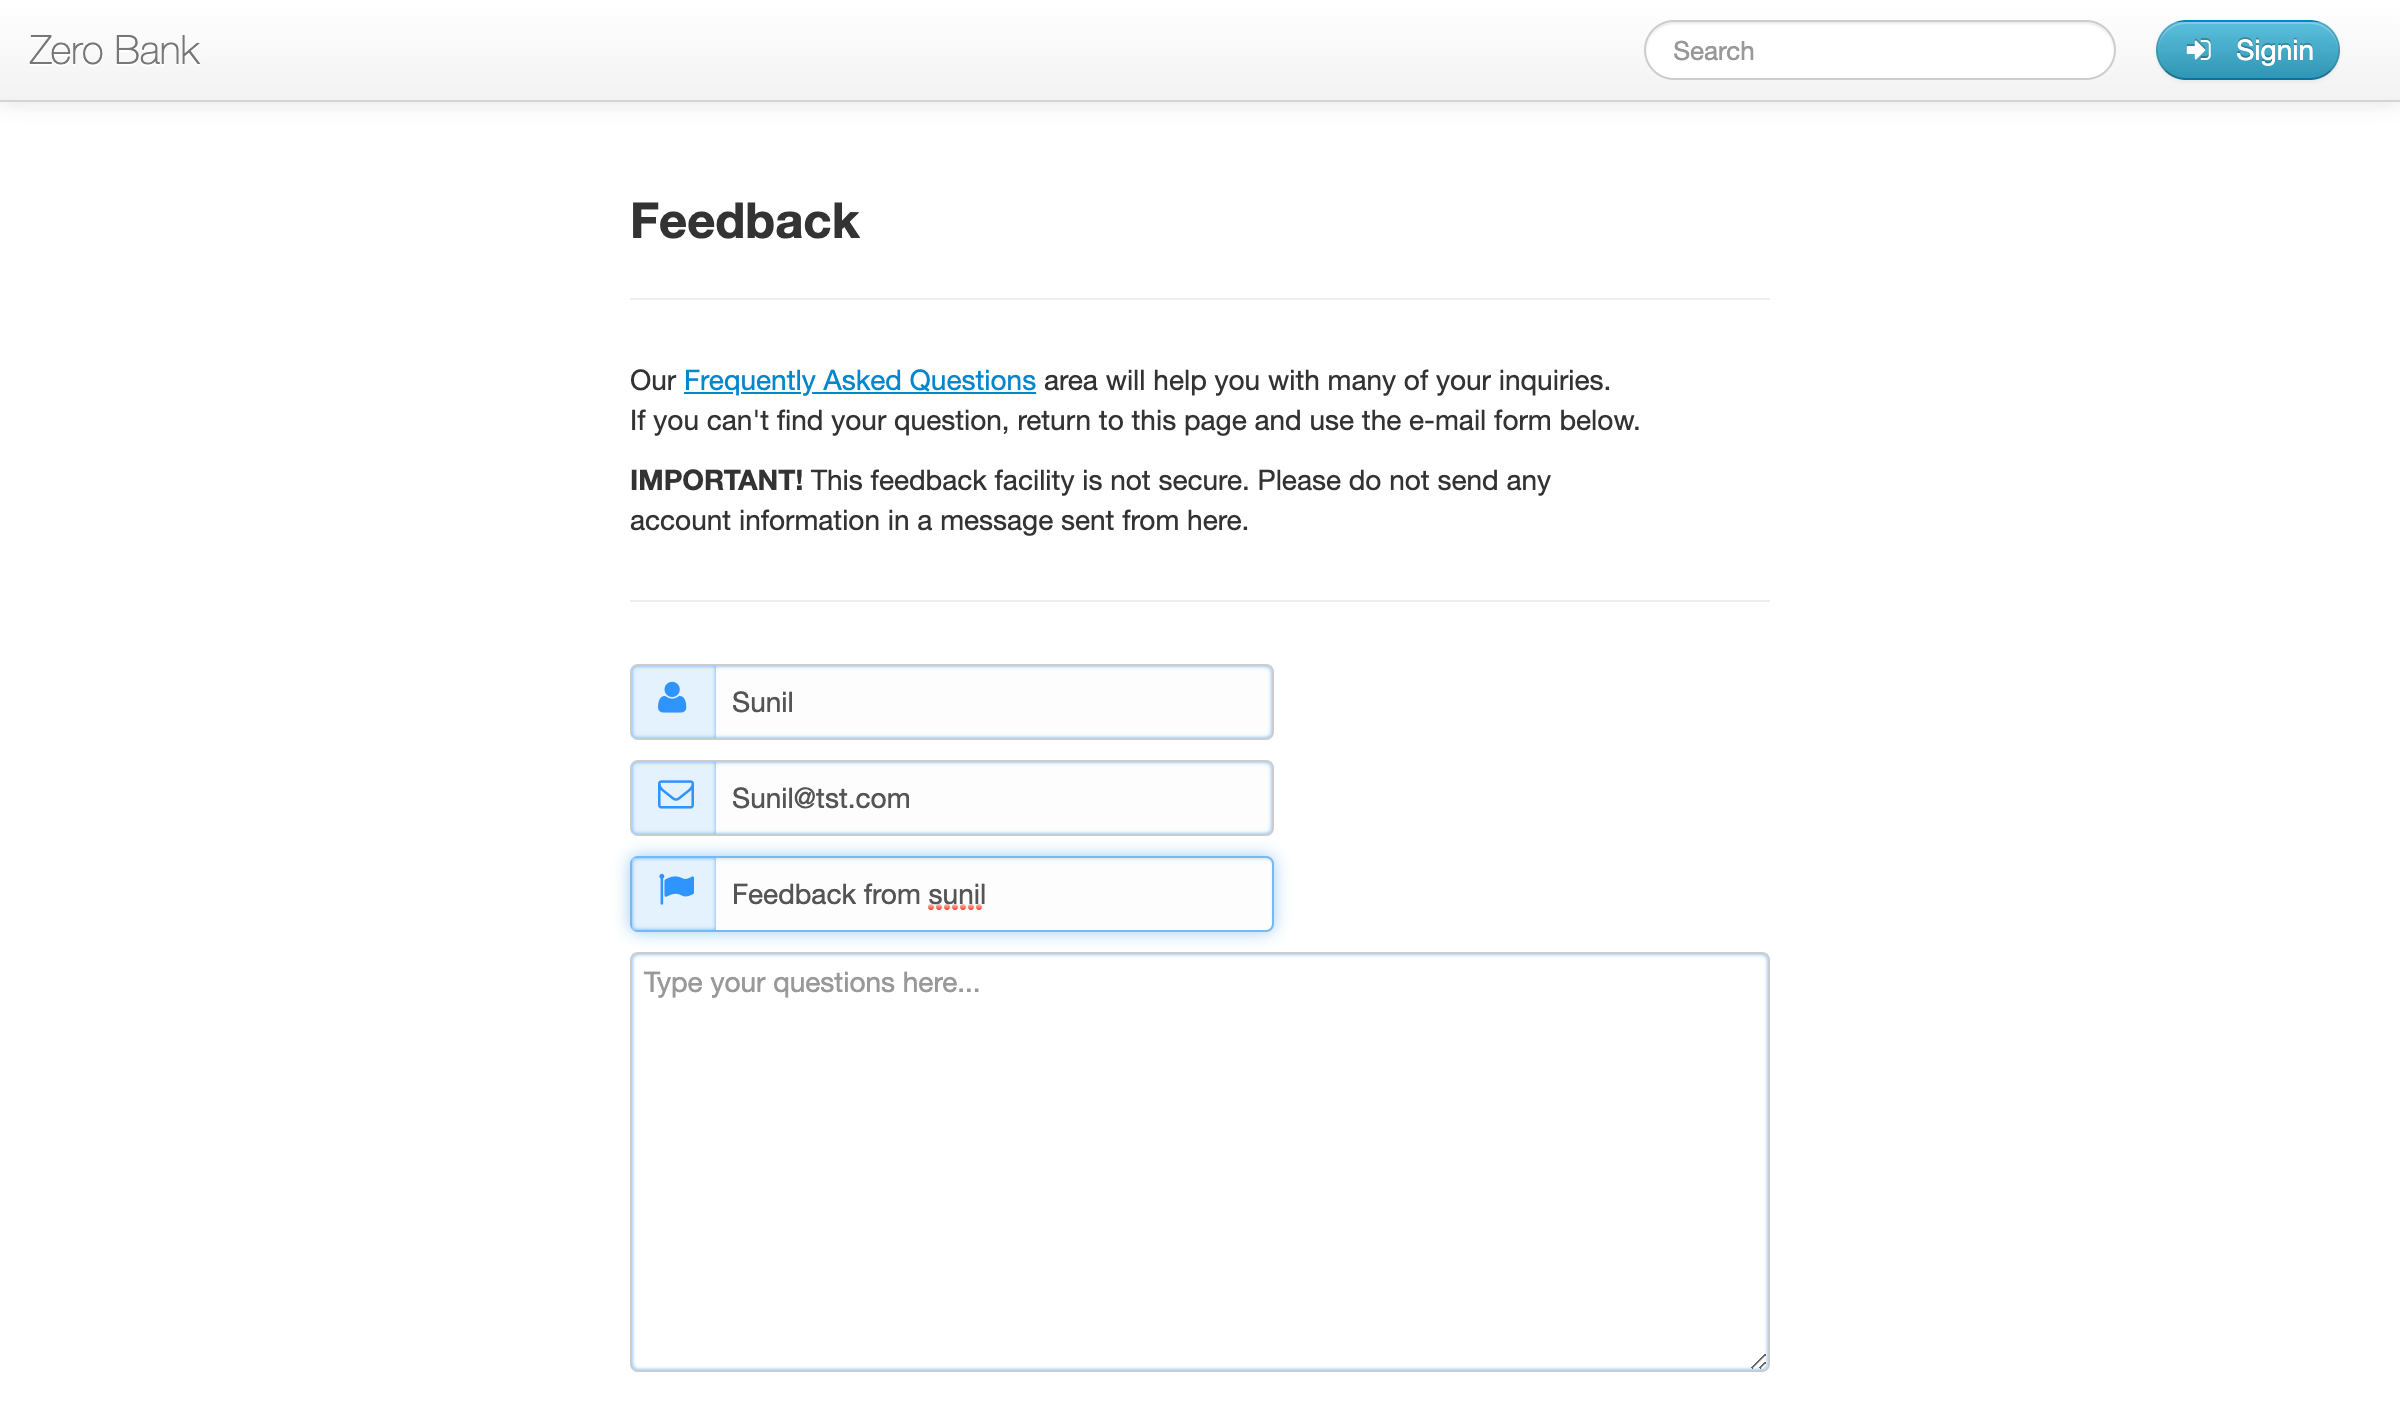 Zero Bank
Search
Signin
Feedback
Our Frequently Asked Questions area will help you with many of your inquiries.
If you can't find your question, return to this page and use the e-mail form below.
IMPORTANT! This feedback facility is not secure. Please do not send any
account information in a message sent from here.
Sunil
Sunil@tst.com
Feedback from sunil
Type your questions here...